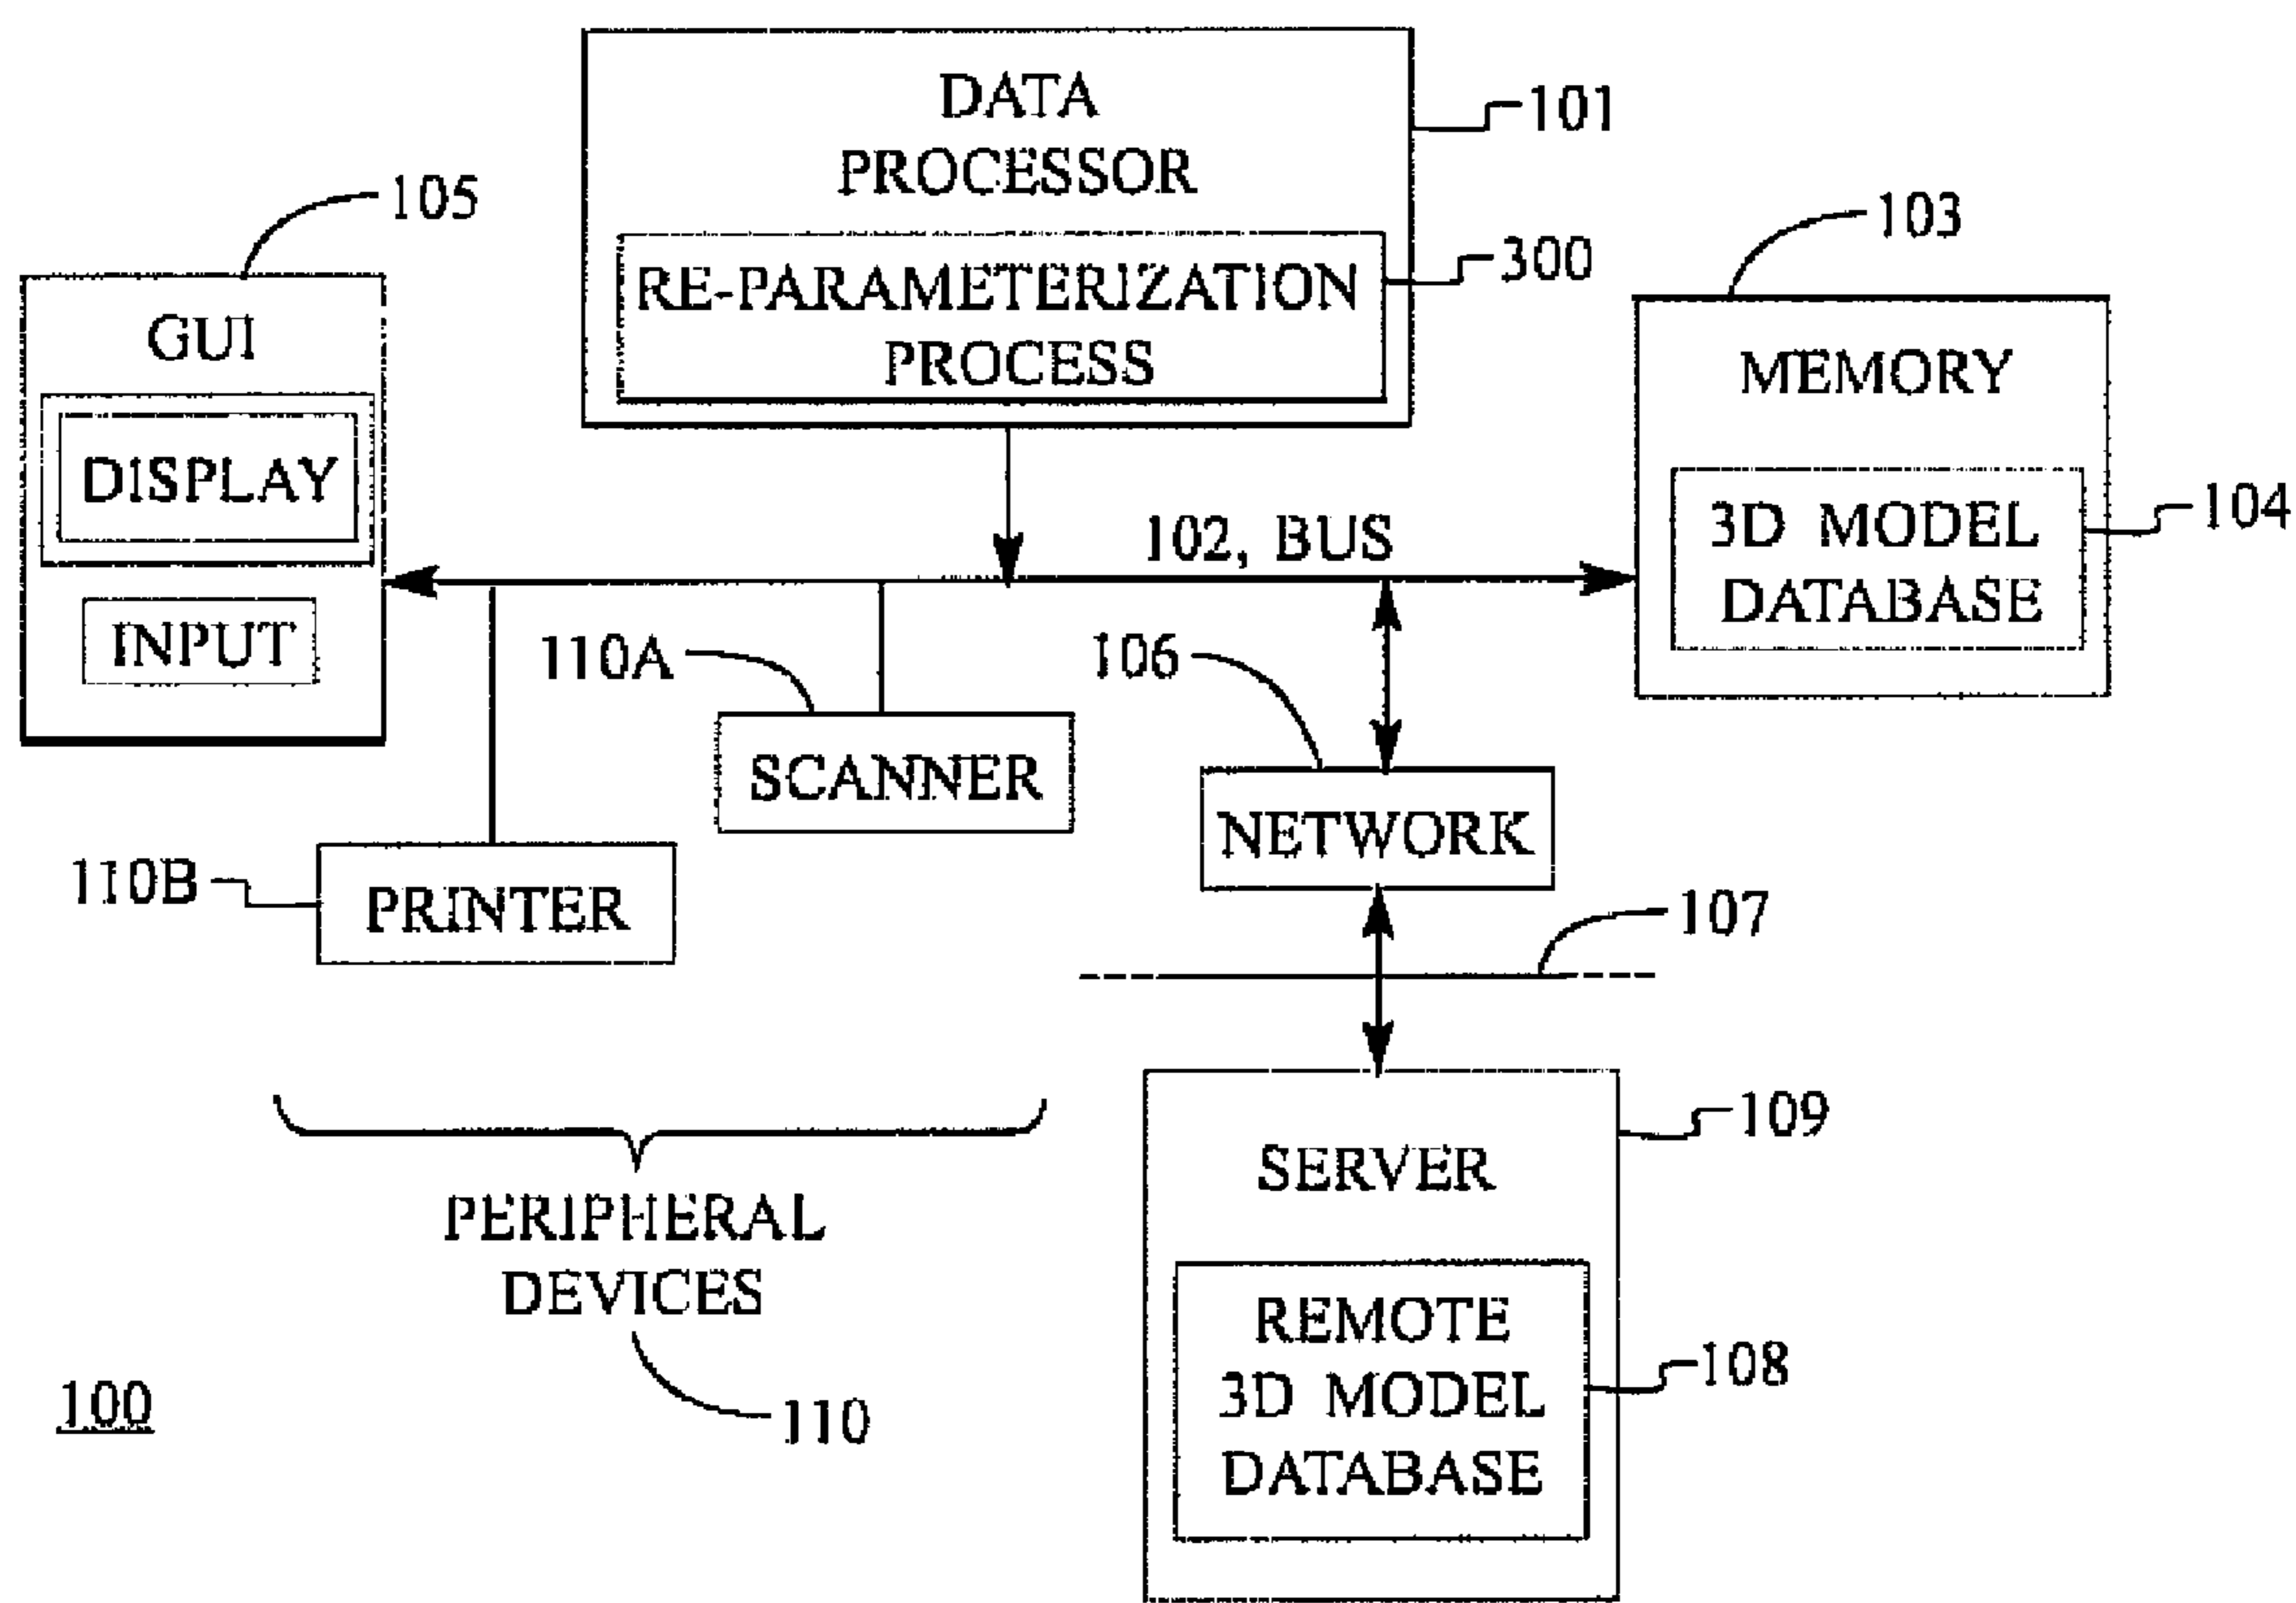 DATA
PROCESSOR
101
RE-PARAMETERIZATION
PROCESS
300
105
GUI
DISPLAY
INPUT
103
MEMORY
3D MODEL
DATABASE
104
102, BUS
110A
SCANNER
106
NETWORK
110B
PRINTER
107
PERIPHERAL
DEVICES
110
109
SERVER
REMOTE
3D MODEL
DATABASE
108
100